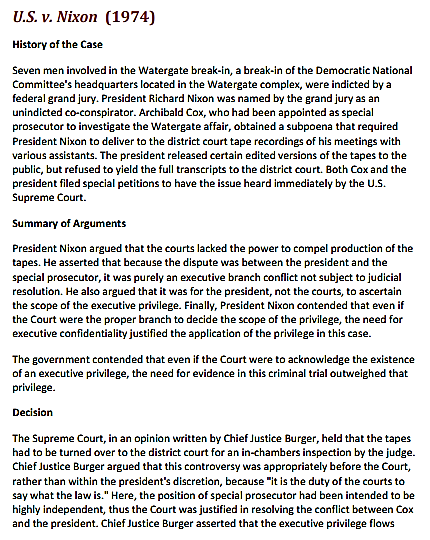 U.S. v. Nixon (1974)
History of the Case
Seven men involved in the Watergate break-in, a break-in of the Democratic National
Committee's headquarters located in the Watergate complex, were indicted by a
federal grand jury. President Richard Nixon was named by the grand jury as an
unindicted co-conspirator. Archibald Cox, who had been appointed as special
prosecutor to investigate the Watergate affair, obtained a subpoena that required
President Nixon to deliver to the district court tape recordings of his meetings with
various assistants. The president released certain edited versions of the tapes to the
public, but refused to yield the full transcripts to the district court. Both Cox and the
president filed special petitions to have the issue heard immediately by the U.S.
Supreme Court.
Summary of Arguments
President Nixon argued that the courts lacked the power to compel production of the
tapes. He asserted that because the dispute was between the president and the
special prosecutor, it was purely an executive branch conflict not subject to judicial
resolution. He also argued that it was for the president, not the courts, to ascertain
the scope of the executive privilege. Finally, President Nixon contended that even if
the Court were the proper branch to decide the scope of the privilege, the need for
executive confidentiality justified the application of the privilege in this case.
The government contended that even if the Court were to acknowledge the existence
of an executive privilege, the need for evidence in this criminal trial outweighed that
privilege.
Decision
The Supreme Court, in an opinion written by Chief Justice Burger, held that the tapes
had to be turned over to the district court for an in-chambers inspection by the judge.
Chief Justice Burger argued that this controversy was appropriately before the Court,
rather than within the president's discretion, because "it is the duty of the courts to
say what the law is." Here, the position of special prosecutor had been intended to be
highly independent, thus the Court was justified in resolving the conflict between Cox
and the president. Chief Justice Burger asserted that the executive privilege flows